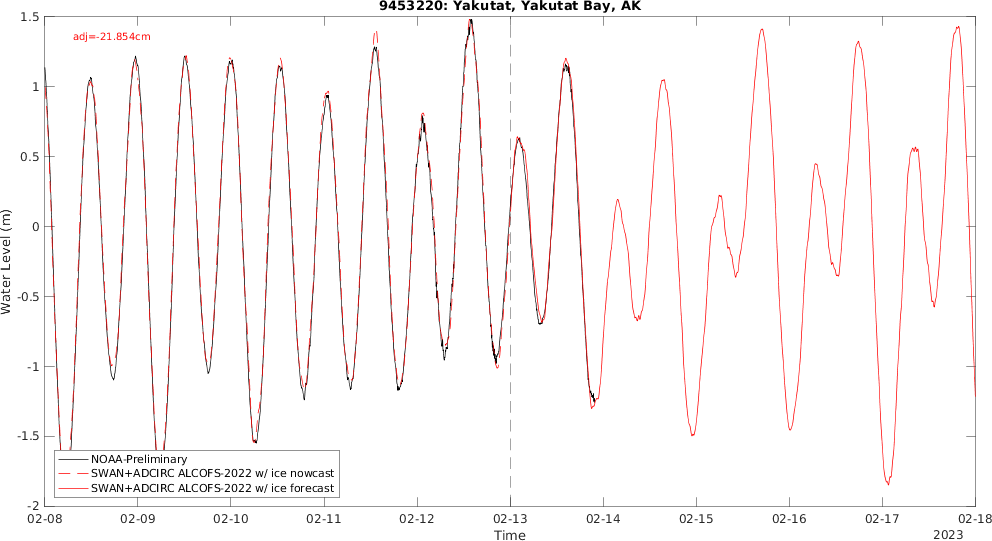 9453220: Yakutat, Yakutat Bay, AK
adj=-21.854cm
1.5
1
0.5
0
-0.5
-1
-1.5
-2
Water Level (m)
NOAA-Preliminary
SWAN+ADCIRC ALCOFS-2022 w/ ice nowcast
SWAN+ADCIRC ALCOFS-2022 w/ ice forecast
02-08 02-09 02-10 02-11 02-12 02-13 02-14 02-15 02-16 02-17 02-18
Time
2023